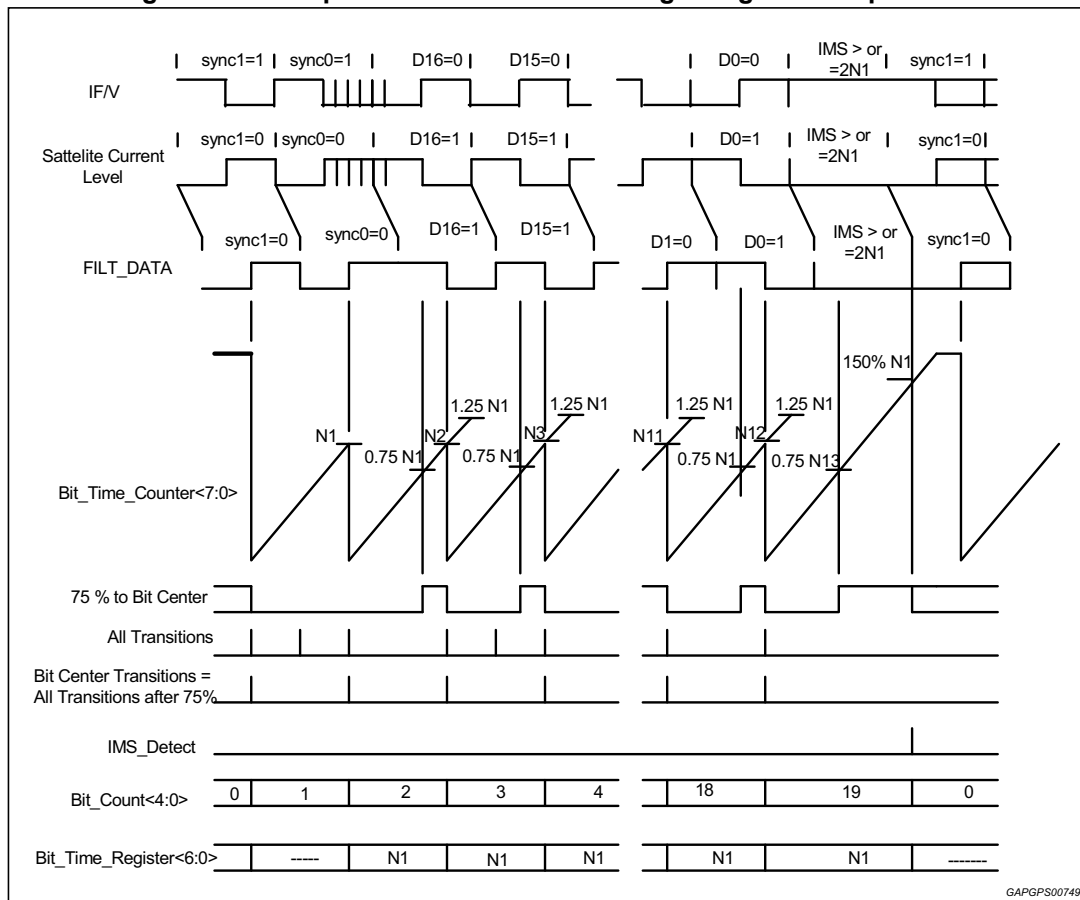 | sync1=1 | sync0=1 | D16=0 | D15=0 | | D0=0 | IMS > or =2N1 | sync1=1 |
IF/V
| sync1=0 | sync0=0 | D16=1 | D15=1 | | D0=1 | IMS > or =2N1 | sync1=0|
Sattelite Current
Level
sync1=0 sync0=0 D16=1 D15=1 D1=0 D0=1 IMS > or =2N1 sync1=0
FILT_DATA
150% N1
1.25 N1 1.25 N1 1.25 N1 1.25 N1
N1 N2 N3 N11 N12
0.75 N1 0.75 N1 0.75 N1 0.75 N13
Bit_Time_Counter<7:0>
75 % to Bit Center
All Transitions
Bit Center Transitions =
All Transitions after 75%
IMS_Detect
Bit_Count<4:0> 0 1 2 3 4 18 19 0
Bit_Time_Register<6:0> ----- N1 N1 N1 N1 N1 -------
GAPGPS00749